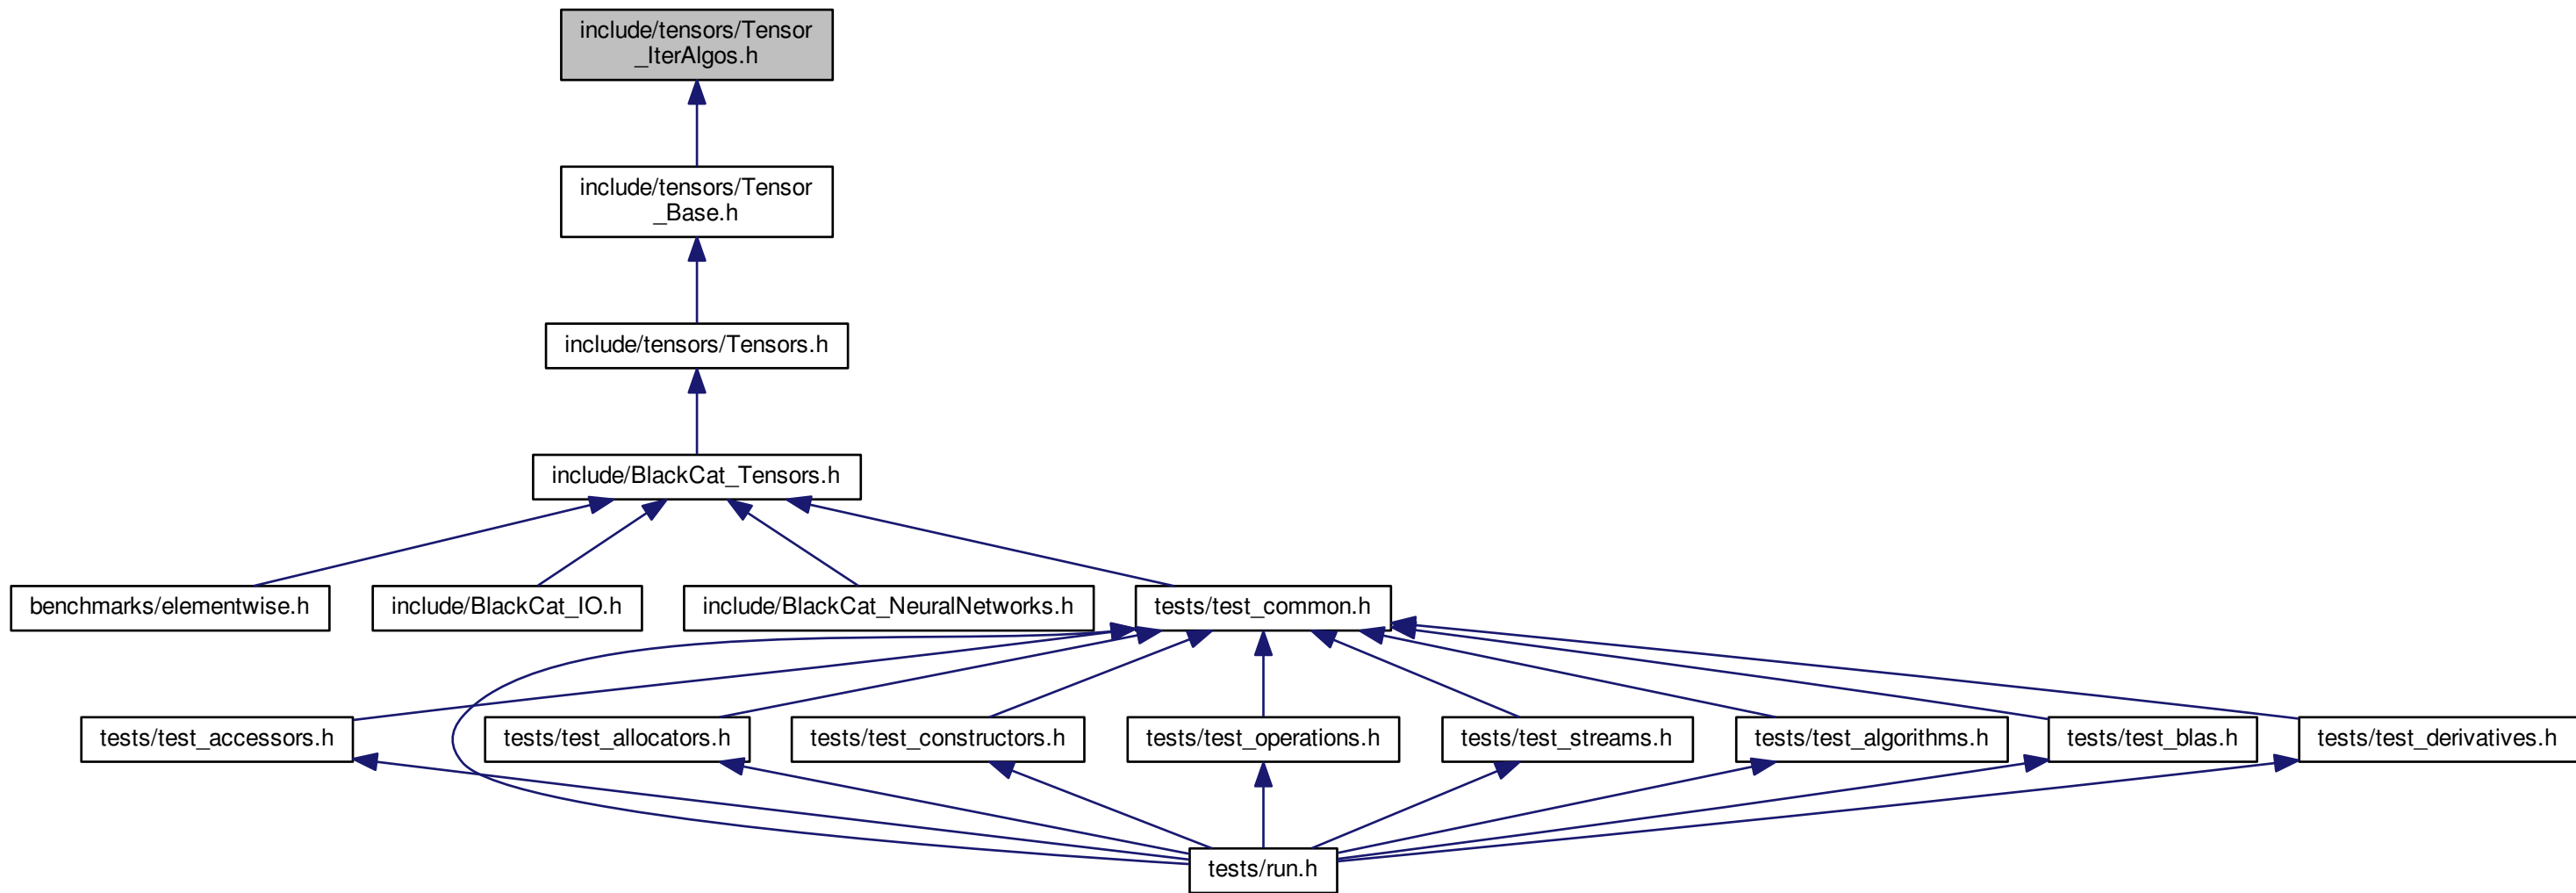 include/tensors/Tensor
_IterAlgos.h
include/tensors/Tensor
_Base.h
include/tensors/Tensors.h
include/BlackCat_Tensors.h
benchmarks/elementwise.h
include/BlackCat_IO.h
include/BlackCat_NeuralNetworks.h
tests/test_common.h
tests/test_accessors.h
tests/test_allocators.h
tests/test_constructors.h
tests/test_operations.h
tests/test_streams.h
tests/test_algorithms.h
tests/test_blas.h
tests/test_derivatives.h
tests/run.h